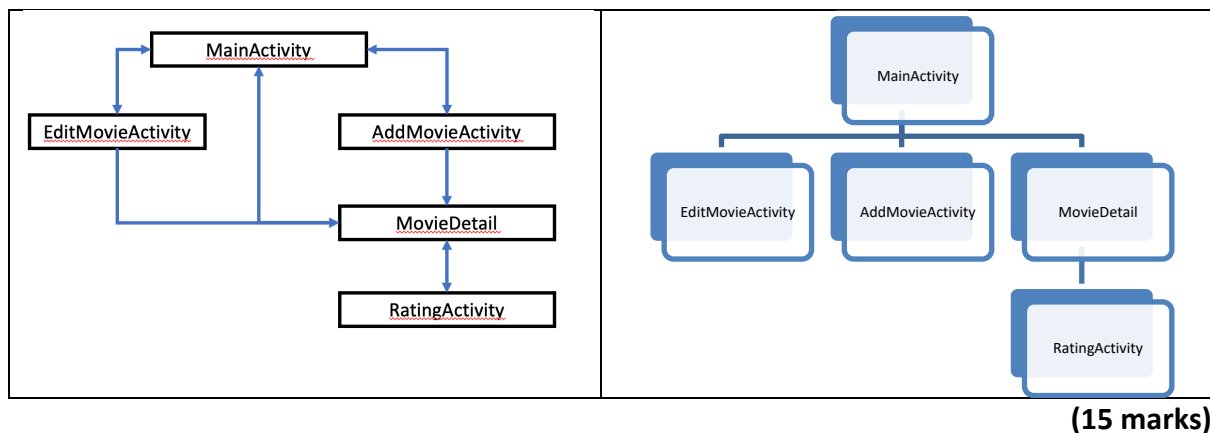 MainActivity
EditMovieActivity
AddMovieActivity
MovieDetail
RatingActivity
MainActivity
EditMovieActivity
AddMovieActivity
MovieDetail
RatingActivity
(15 marks)